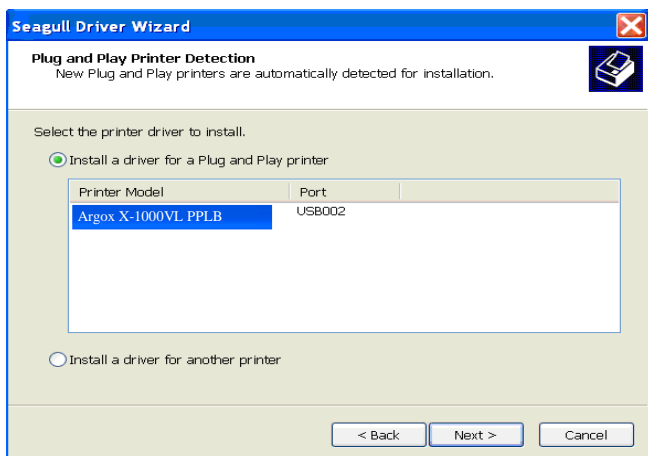 Seagull Driver Wizard
Plug and Play Printer Detection
New Plug and Play printers are automatically detected for installation.
Select the printer driver to install.
Install a driver for a Plug and Play printer
Printer Model Port
Argox X-1000VL PPLB USB002
Install a driver for another printer
< Back Next > Cancel